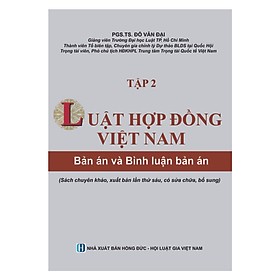 PGS.TS. ĐỖ VĂN ĐẠI
Giảng viên Trường Đại học Luật TP. Hồ Chí Minh
Thành viên Tổ biên tập, Chuyên gia chỉnh lý Dự thảo BLDS tại Quốc Hội
Trọng tài viên, Phó chủ tịch HĐKHPL Trung tâm Trọng tài Quốc tế Việt Nam
TẬP 2
LUẬT HỢP ĐỒNG
VIỆT NAM
Bản án và Bình luận bản án
(Sách chuyên khảo, xuất bản lần thứ sáu, có sửa chữa, bổ sung)
NHÀ XUẤT BẢN HỒNG ĐỨC - HỘI LUẬT GIA VIỆT NAM